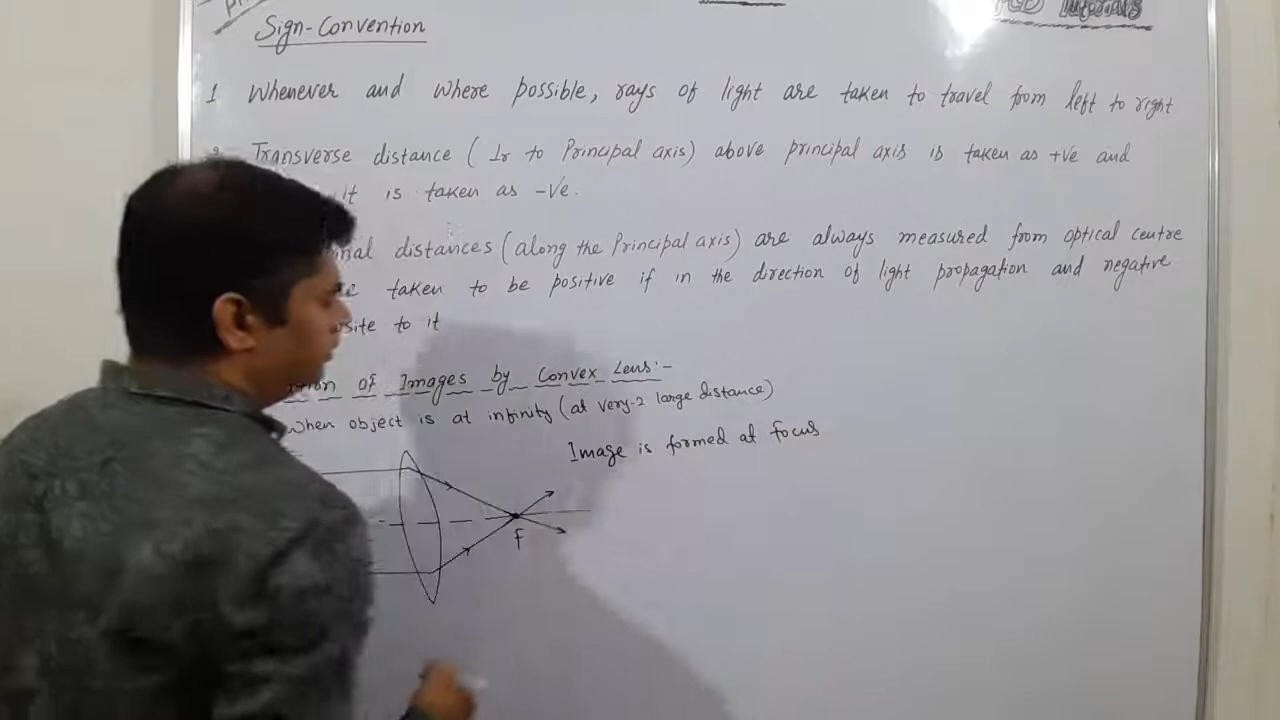 Tutorials
Sign-Convention
1 Whenever and where possible, rays of light are taken to travel from left to right
Transverse distance ( Ir to Principal axis) above principal axis is taken as +ve and
it is taken as -ve.
distances (along the Principal axis) are always measured from optical centre
taken to be positive if in the direction of light propagation and negative
to it
of Images by Convex Lens:-
When object is at infinity (at very-2 large distance)
Image is formed at focus
F